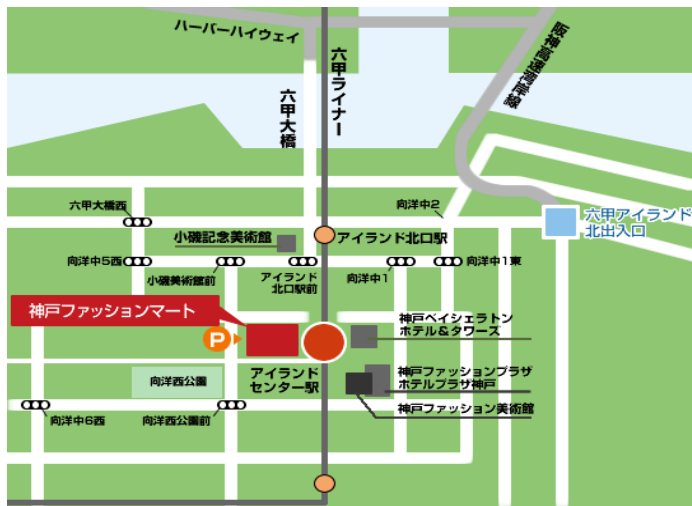 ハーバーハイウェイ
六甲ライナー
阪神高速湾岸線
六甲大橋
六甲大橋西
向洋中2
六甲アイランド
北出入口
小磯記念美術館
アイランド北口駅
向洋中5西
小磯美術館前
アイランド
北口駅前
向洋中1
向洋中1東
神戸ファッションマート
P
神戸ベイシェラトン
ホテル&タワーズ
アイランド
センター駅
向洋西公園
神戸ファッションプラザ
ホテルプラザ神戸
神戸ファッション美術館
向洋中6西
向洋西公園前